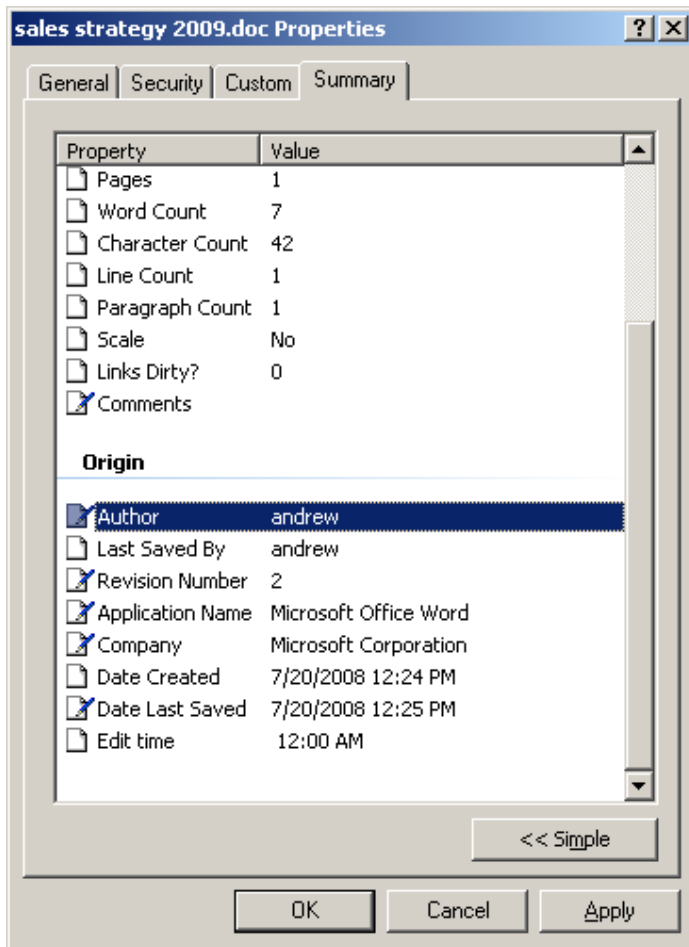 sales strategy 2009.doc Properties
General Security Custom Summary
Property Value
Pages 1
Word Count 7
Character Count 42
Line Count 1
Paragraph Count 1
Scale No
Links Dirty? 0
Comments
Origin
Author andrew
Last Saved By andrew
Revision Number 2
Application Name Microsoft Office Word
Company Microsoft Corporation
Date Created 7/20/2008 12:24 PM
Date Last Saved 7/20/2008 12:25 PM
Edit time 12:00 AM
<< Simple
OK Cancel Apply